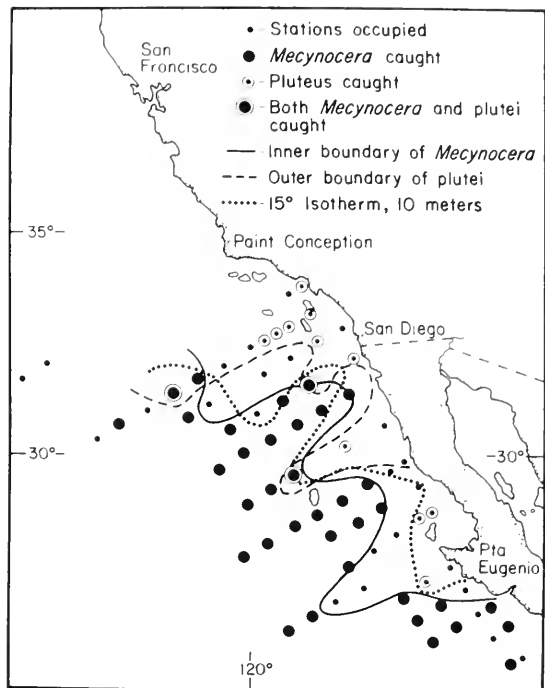 San
Francisco
Stations occupied
Mecynocera caught
Pluteus caught
Both Mecynocera and plutei
caught
Inner boundary of Mecynocera
Outer boundary of plutei
15° Isotherm, 10 meters
35°
Paint Conception
San Diego
30°
30°
Pta
Eugenio
120°